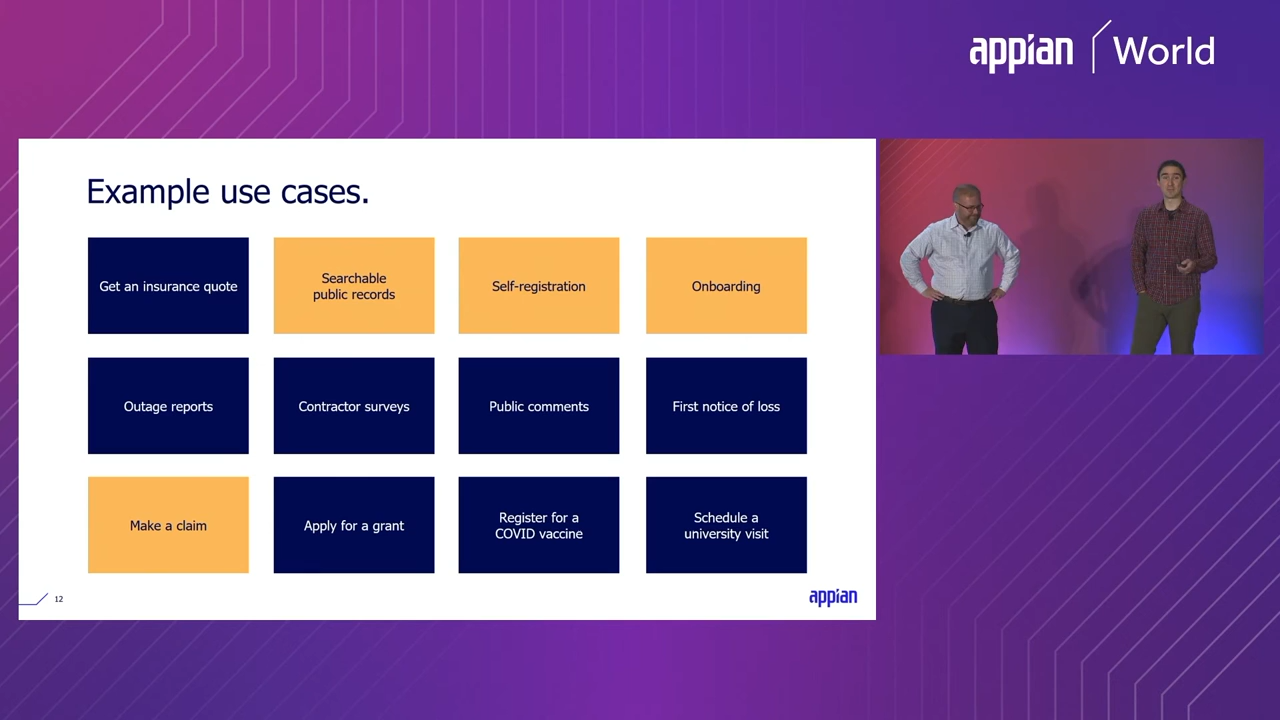 appian World
Example use cases.
Get an insurance quote
Searchable
public records
Self-registration
Onboarding
Outage reports
Contractor surveys
Public comments
First notice of loss
Make a claim
Apply for a grant
Register for a
COVID vaccine
Schedule a
university visit
12
appian